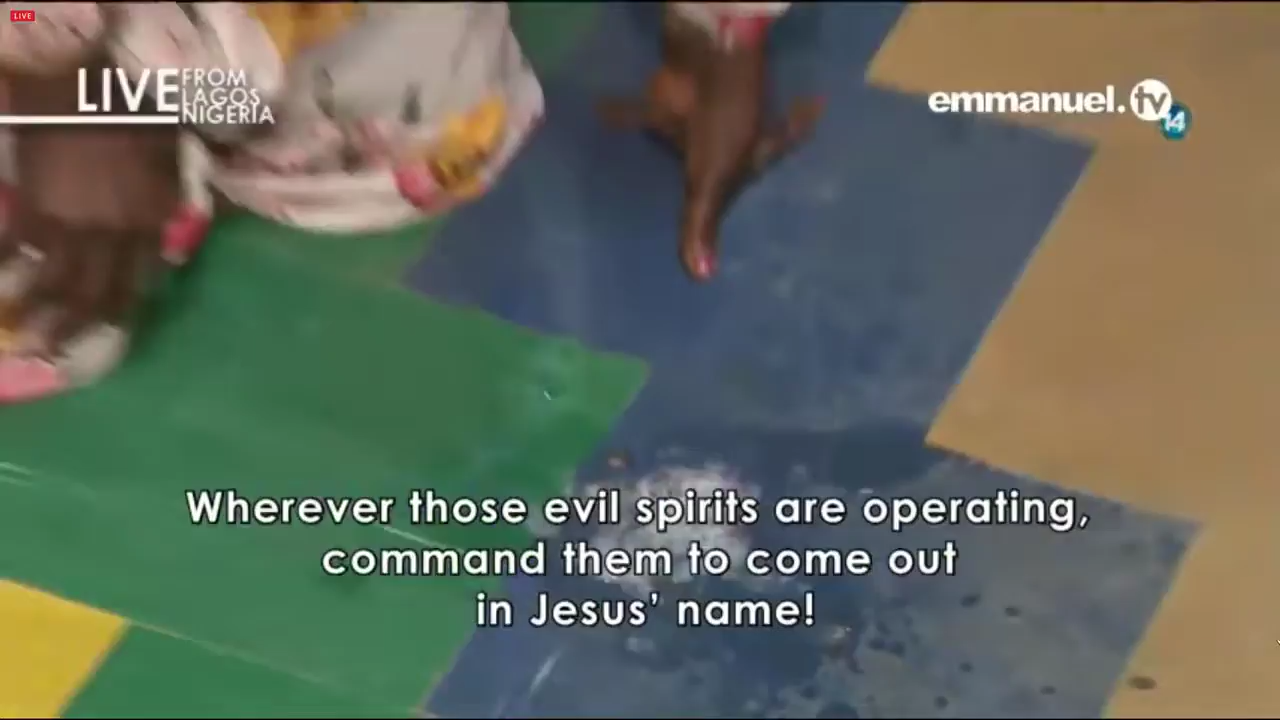 LIVE
LIVE FROM
LAGOS
NIGERIA
emmanuel.tv
14
Wherever those evil spirits are operating,
command them to come out
in Jesus’ name!